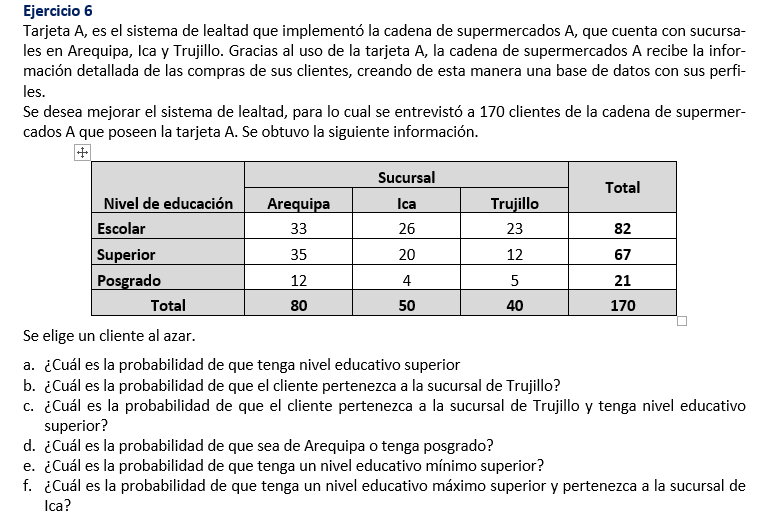 Ejercicio 6
Tarjeta A, es el sistema de lealtad que implementó la cadena de supermercados A, que cuenta con sucursa-
les en Arequipa, Ica y Trujillo. Gracias al uso de la tarjeta A, la cadena de supermercados A recibe la infor-
mación detallada de las compras de sus clientes, creando de esta manera una base de datos con sus perfi-
les.
Se desea mejorar el sistema de lealtad, para lo cual se entrevistó a 170 clientes de la cadena de supermer-
cados A que poseen la tarjeta A. Se obtuvo la siguiente información.
Sucursal
Total
Nivel de educación Arequipa Ica Trujillo
Escolar 33 26 23 82
Superior 35 20 12 67
Posgrado 12 4 5 21
Total 80 50 40 170
Se elige un cliente al azar.
a. ¿Cuál es la probabilidad de que tenga nivel educativo superior
b. ¿Cuál es la probabilidad de que el cliente pertenezca a la sucursal de Trujillo?
c. ¿Cuál es la probabilidad de que el cliente pertenezca a la sucursal de Trujillo y tenga nivel educativo
superior?
d. ¿Cuál es la probabilidad de que sea de Arequipa o tenga posgrado?
e. ¿Cuál es la probabilidad de que tenga un nivel educativo mínimo superior?
f. ¿Cuál es la probabilidad de que tenga un nivel educativo máximo superior y pertenezca a la sucursal de
Ica?